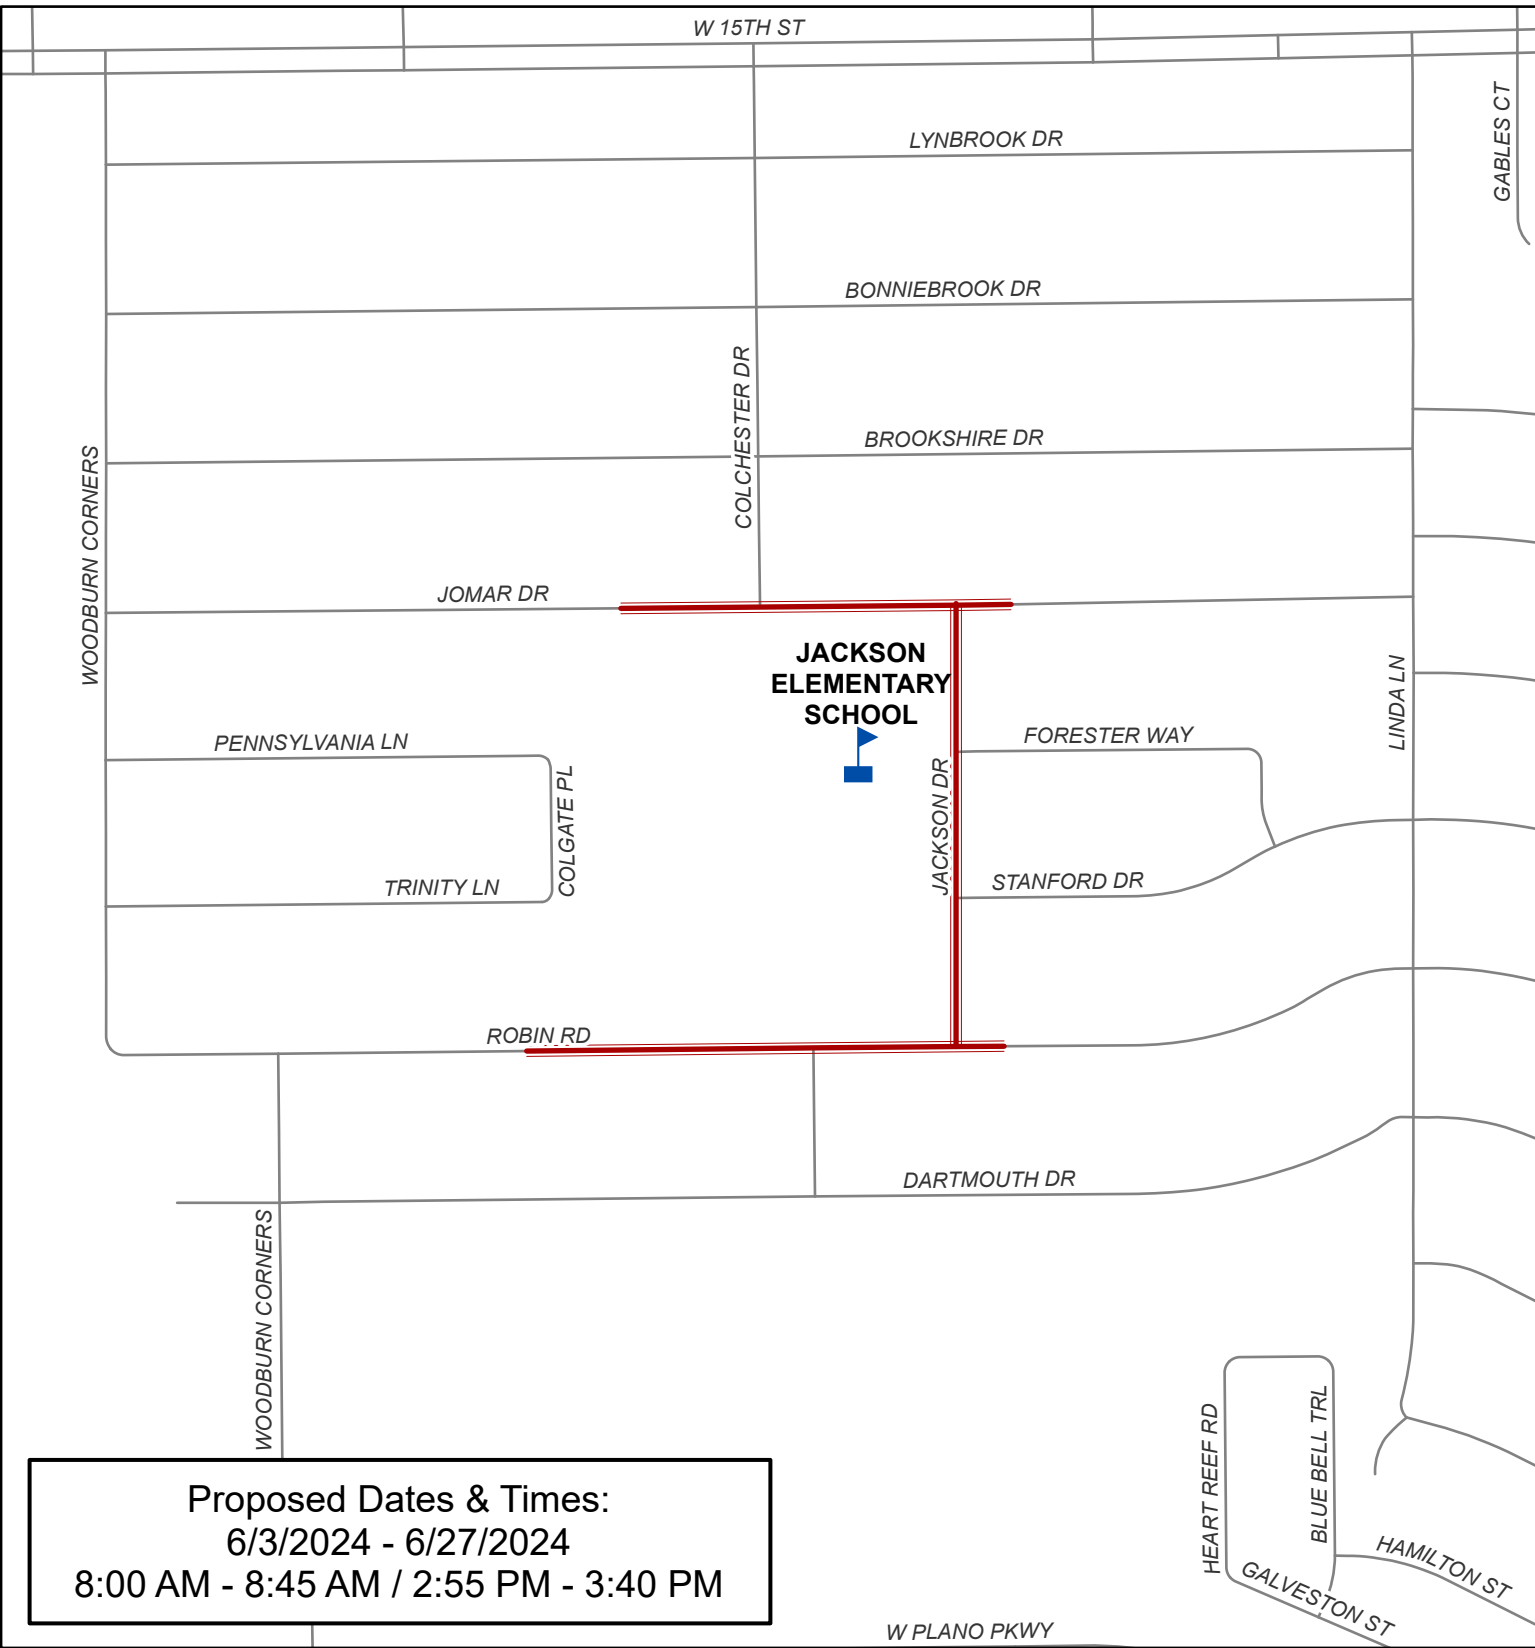 W 15TH ST
GABLES CT
LYNBROOK DR
BONNIEBROOK DR
COLCHESTER DR
BROOKSHIRE DR
WOODBURN CORNERS
JOMAR DR
JACKSON
ELEMENTARY
SCHOOL
LINDA LN
PENNSYLVANIA LN
FORESTER WAY
COLGATE PL
JACKSON DR
TRINITY LN
STANFORD DR
ROBIN RD
DARTMOUTH DR
WOODBURN CORNERS
HEART REEF RD
BLUE BELL TRL
HAMILTON ST
GALVESTON ST
Proposed Dates & Times:
6/3/2024 - 6/27/2024
8:00 AM - 8:45 AM / 2:55 PM - 3:40 PM
W PLANO PKWY